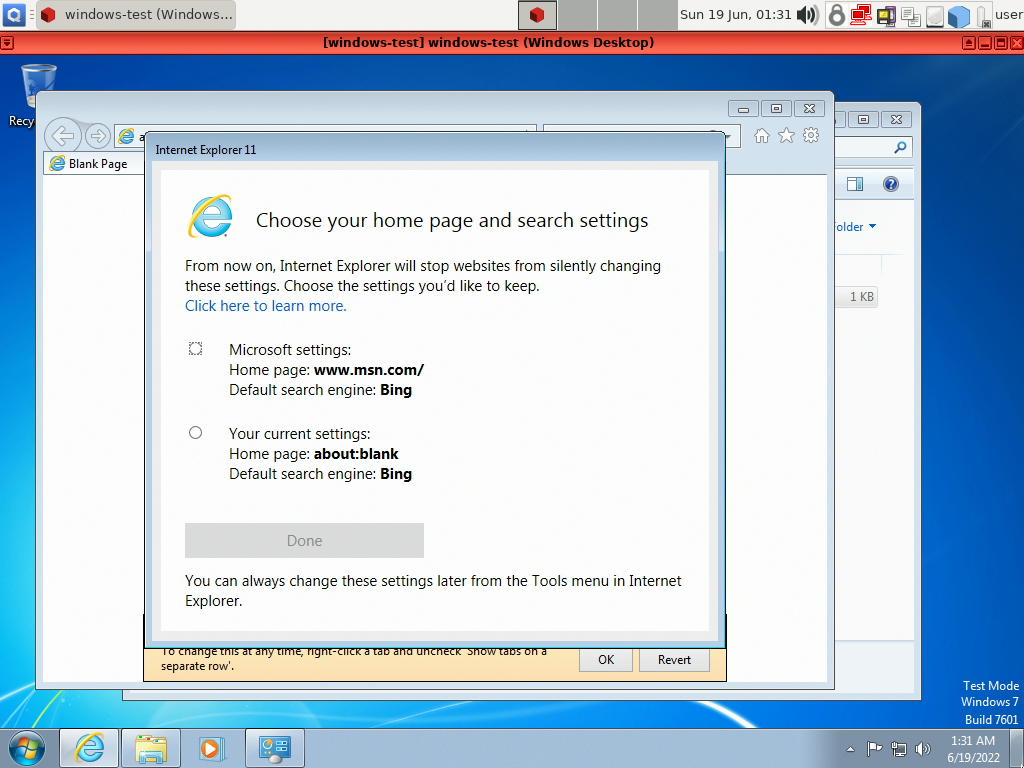 windows-test (Windows...
Sun 19 Jun, 01:31
user
[windows-test] windows-test (Windows Desktop)
Recy
a
Blank Page
Internet Explorer 11
Choose your home page and search settings
From now on, Internet Explorer will stop websites from silently changing
these settings. Choose the settings you'd like to keep.
Click here to learn more.
Microsoft settings:
Home page: www.msn.com/
Default search engine: Bing
Your current settings:
Home page: about:blank
Default search engine: Bing
Done
You can always change these settings later from the Tools menu in Internet
Explorer.
To change this at any time, right-click a tab and uncheck 'Show tabs on a
separate row'.
OK
Revert
older
1 KB
Test Mode
Windows 7
Build 7601
1:31 AM
6/19/2022